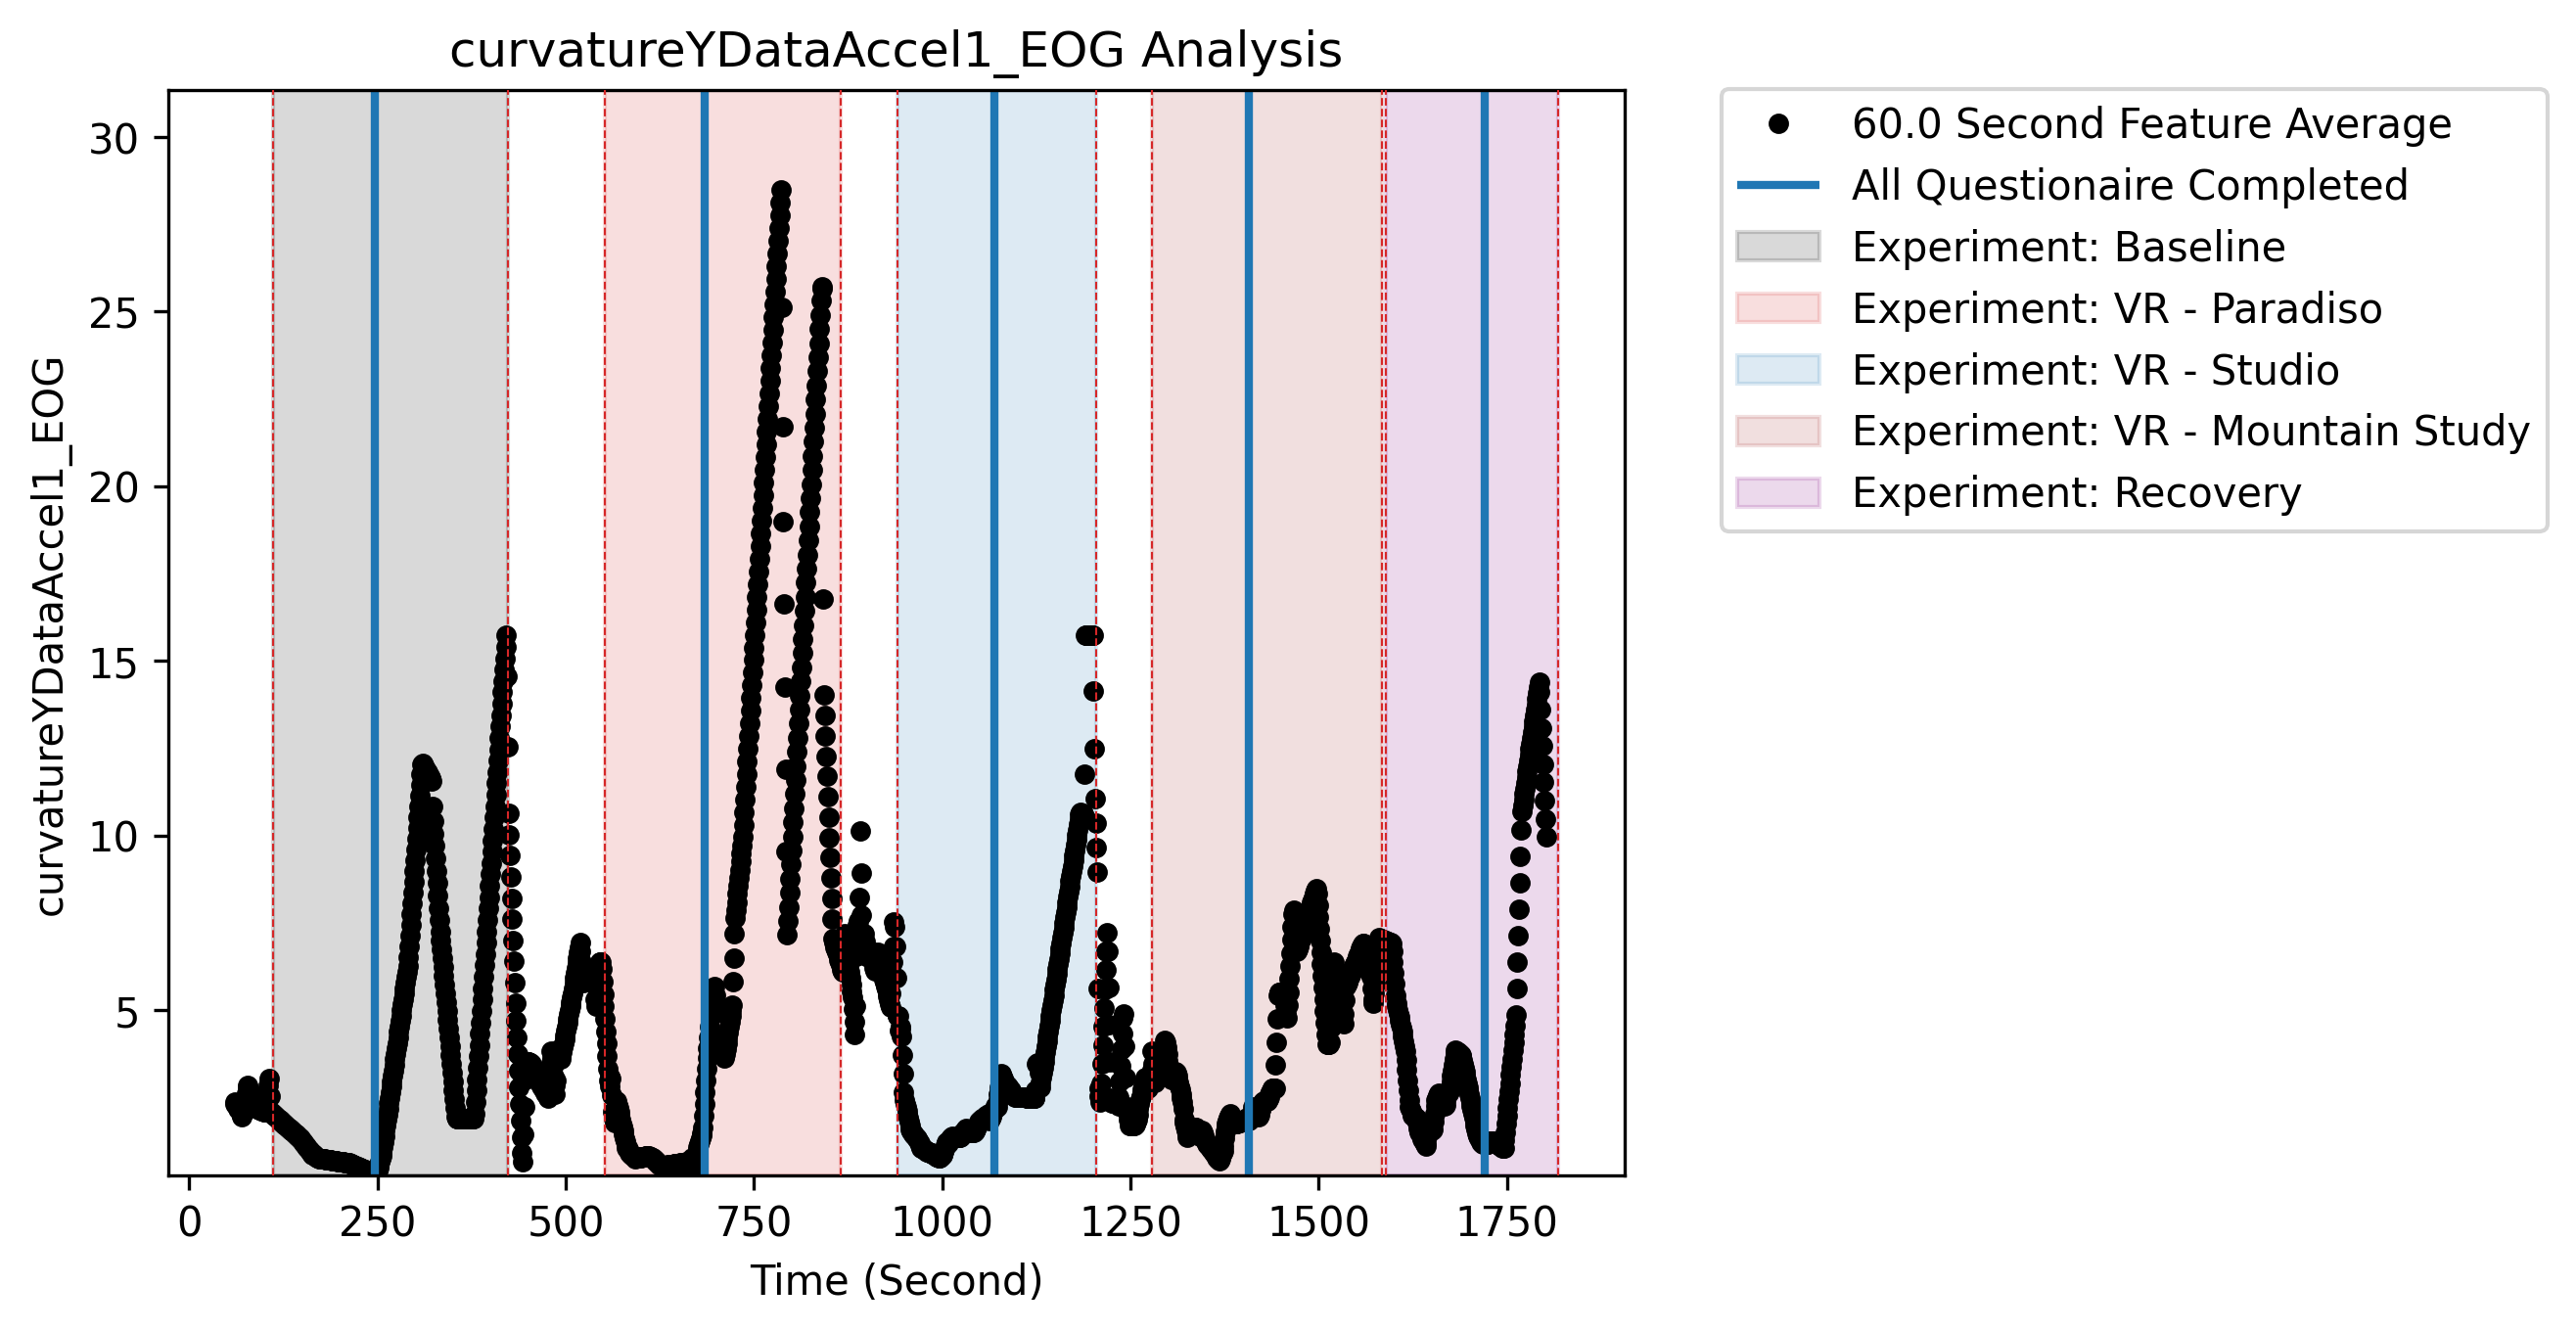 curvatureYDataAccel1_EOG Analysis
curvatureYDataAccel1_EOG
30
25
20
15
10
5
0
250
500
750
1000
1250
1500
1750
Time (Second)
60.0 Second Feature Average
All Questionaire Completed
Experiment: Baseline
Experiment: VR - Paradiso
Experiment: VR - Studio
Experiment: VR - Mountain Study
Experiment: Recovery